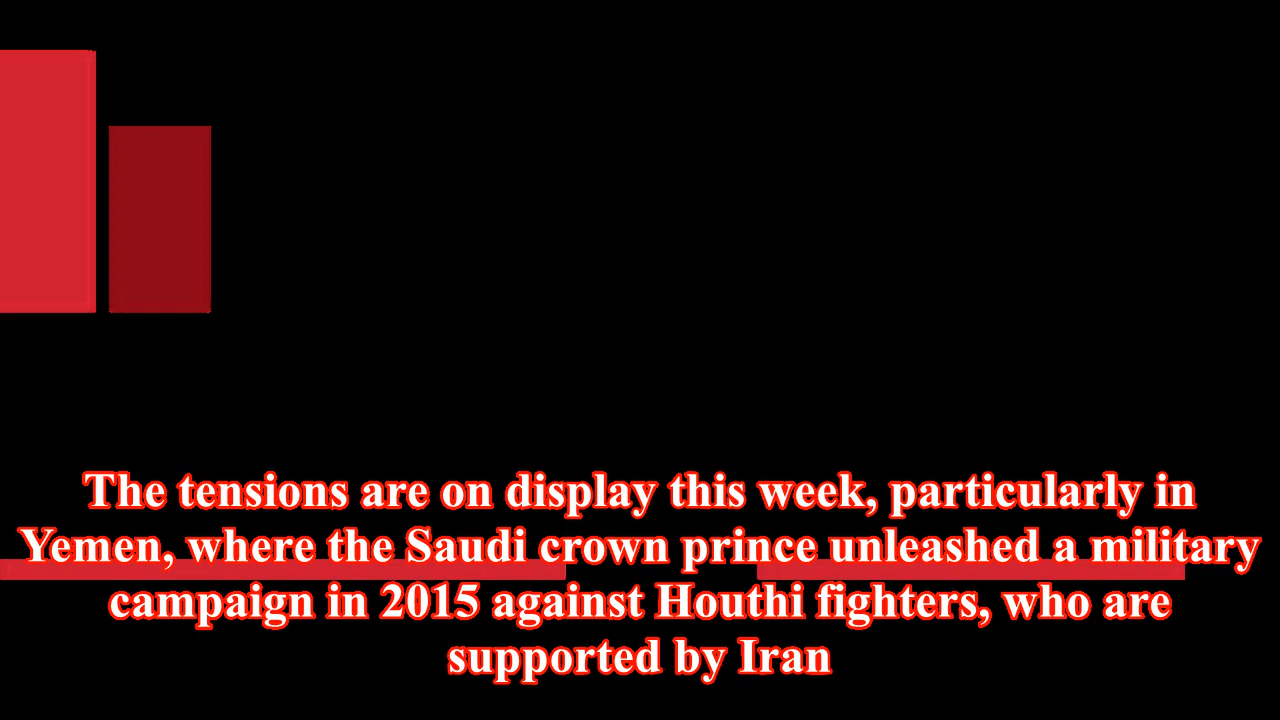 The tensions are on display this week, particularly in
Yemen, where the Saudi crown prince unleashed a military
campaign in 2015 against Houthi fighters, who are
supported by Iran